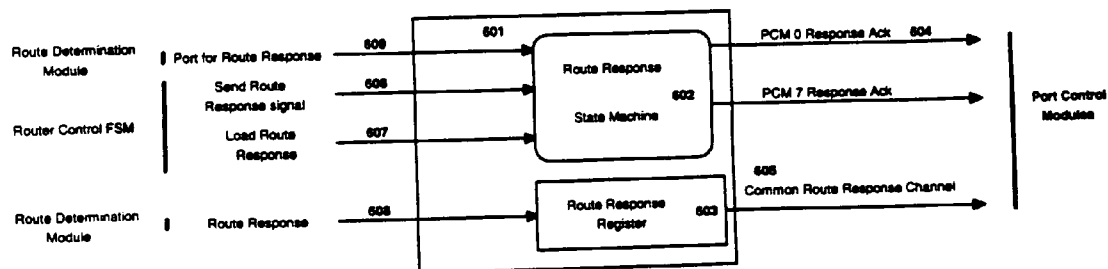 Route Determination
Module
Port for Route Response
609
601
Send Route
Response signal
606
Router Control FSM
Load Route
Response
607
Route Determination
Module
Route Response
608
Route Response
602
State Machine
Route Response
Register
603
PCM 0 Response Ack
604
PCM 7 Response Ack
605
Common Route Response Channel
Port Control
Modules